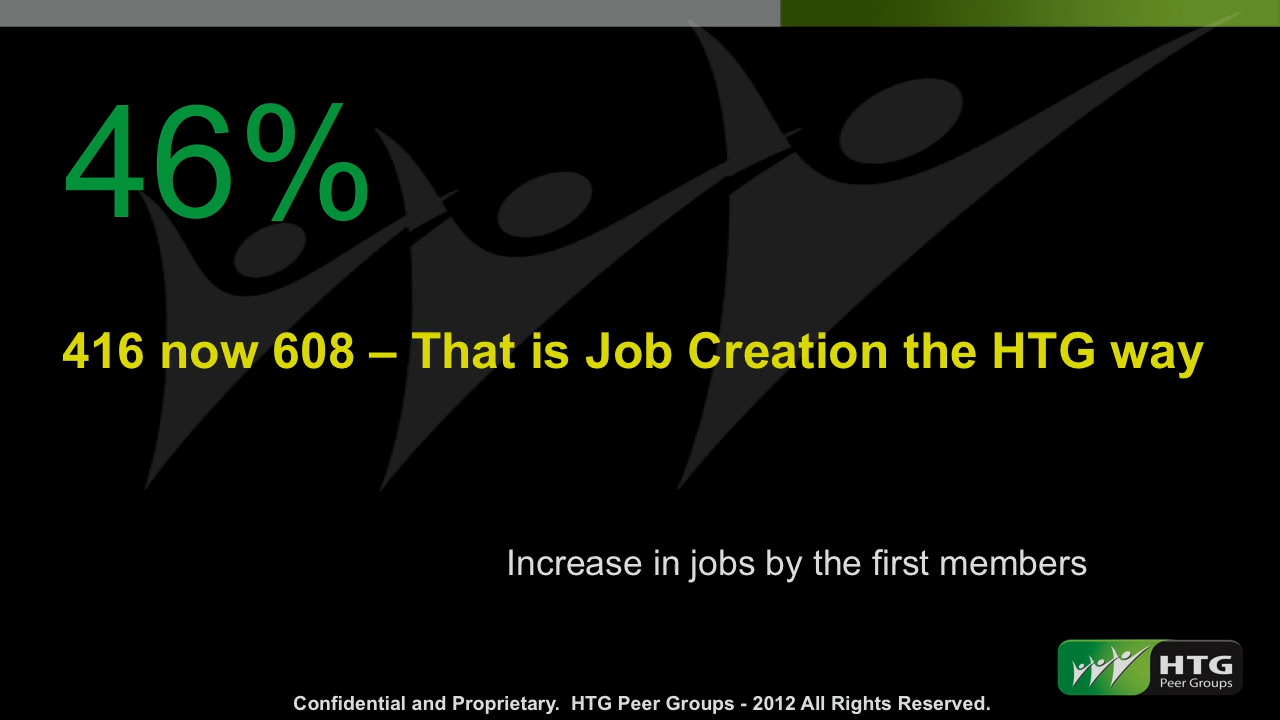 46%
416 now 608 – That is Job Creation the HTG way
Increase in jobs by the first members
HTG
Peer Groups
Confidential and Proprietary.  HTG Peer Groups - 2012 All Rights Reserved.